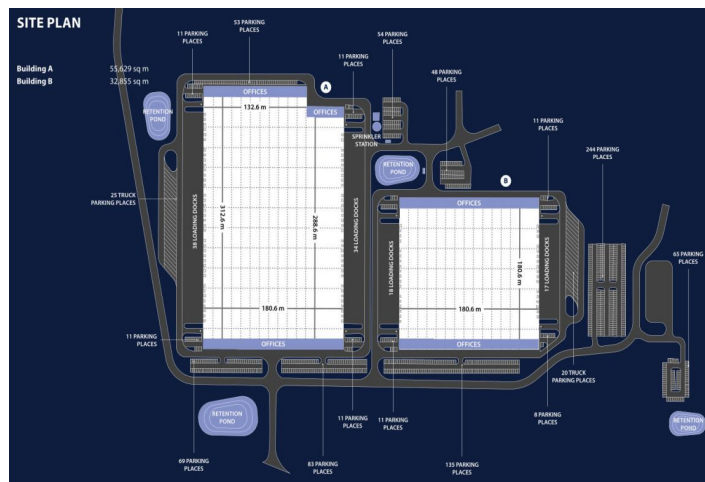 SITE PLAN
Building A 55,629 sq m
Building B 32,855 sq m
11 PARKING
PLACES
53 PARKING
PLACES
11 PARKING
PLACES
54 PARKING
PLACES
48 PARKING
PLACES
11 PARKING
PLACES
244 PARKING
PLACES
65 PARKING
PLACES
A
OFFICES
132.6 m
OFFICES
RETENTION
POND
SPRINKLER
STATION
RETENTION
POND
B
OFFICES
25 TRUCK
PARKING PLACES
38 LOADING DOCKS
312.6 m
288.6 m
34 LOADING DOCKS
18 LOADING DOCKS
180.6 m
17 LOADING DOCKS
180.6 m
180.6 m
OFFICES
OFFICES
11 PARKING
PLACES
20 TRUCK
PARKING PLACES
RETENTION
POND
11 PARKING
PLACES
11 PARKING
PLACES
8 PARKING
PLACES
RETENTION
POND
69 PARKING
PLACES
83 PARKING
PLACES
135 PARKING
PLACES